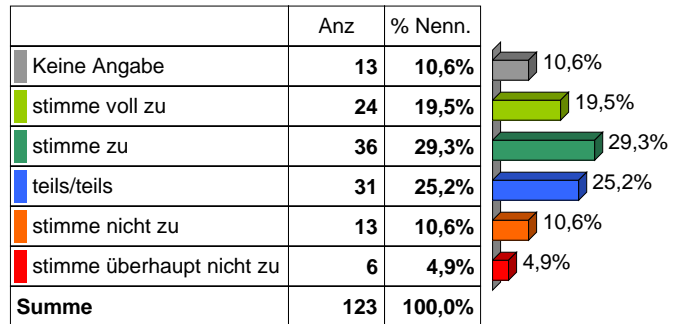 Anz % Nenn.
Keine Angabe 13 10,6% 10,6%
stimme voll zu 24 19,5% 19,5%
stimme zu 36 29,3% 29,3%
teils/teils 31 25,2% 25,2%
stimme nicht zu 13 10,6% 10,6%
stimme überhaupt nicht zu 6 4,9% 4,9%
Summe 123 100,0%